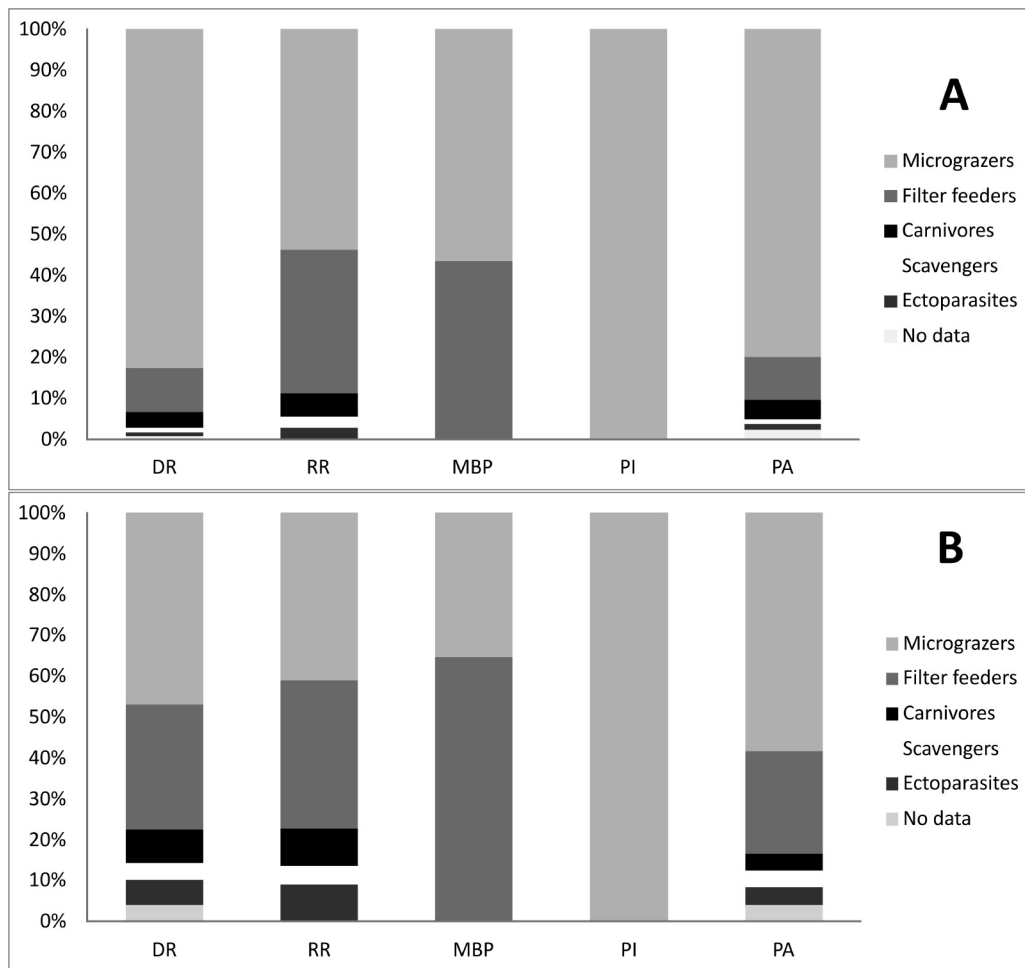 100%
90%
80%
70%
60%
50%
40%
30%
20%
10%
0%
DR RR MBP PI PA
A
Micrograzers
Filter feeders
Carnivores
Scavengers
Ectoparasites
No data
100%
90%
80%
70%
60%
50%
40%
30%
20%
10%
0%
DR RR MBP PI PA
B
Micrograzers
Filter feeders
Carnivores
Scavengers
Ectoparasites
No data